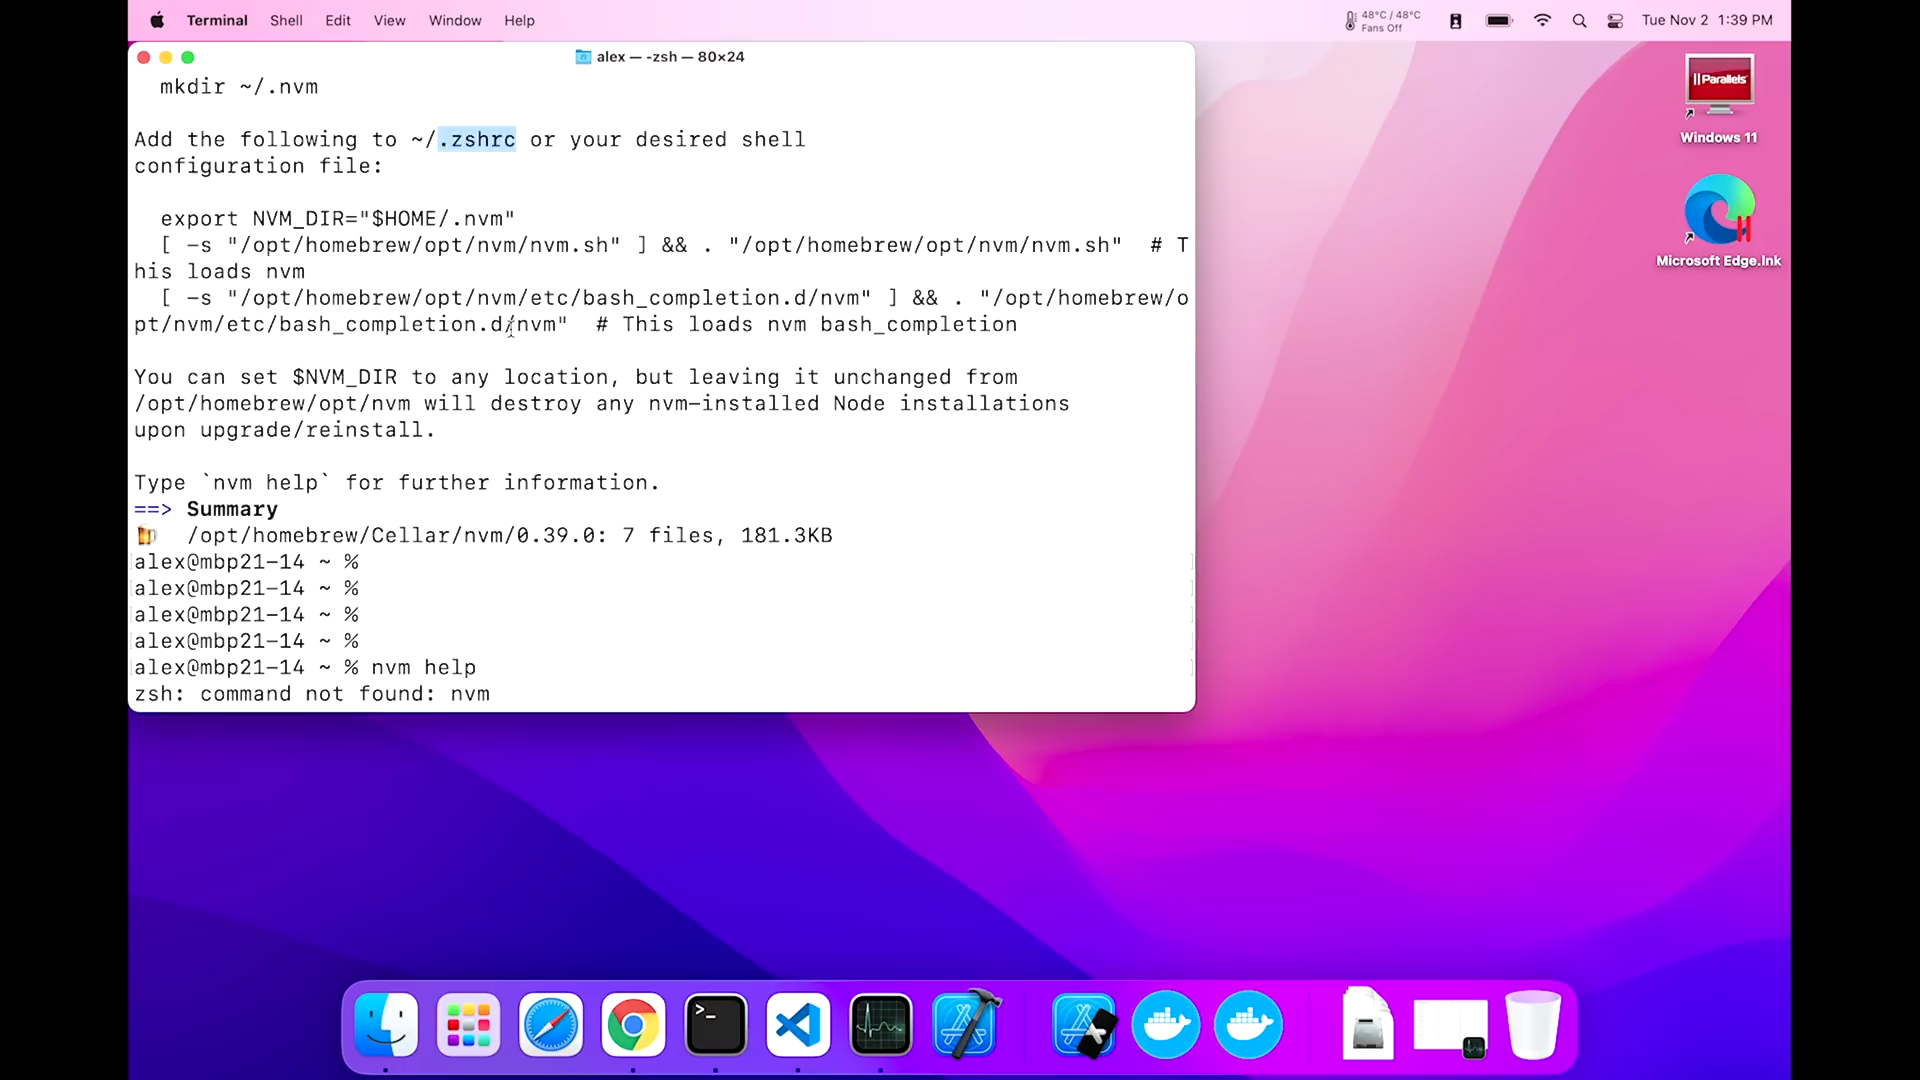 Terminal Shell Edit View Window Help
48°C / 48°C
Fans Off
Tue Nov 2 1:39 PM
alex — -zsh — 80×24
mkdir ~/.nvm
Add the following to ~/.zshrc or your desired shell
configuration file:
export NVM_DIR="$HOME/.nvm"
[ -s "/opt/homebrew/opt/nvm/nvm.sh" ] && . "/opt/homebrew/opt/nvm/nvm.sh"  # T
his loads nvm
[ -s "/opt/homebrew/opt/nvm/etc/bash_completion.d/nvm" ] && . "/opt/homebrew/o
pt/nvm/etc/bash_completion.d/nvm"  # This loads nvm bash_completion
You can set $NVM_DIR to any location, but leaving it unchanged from
/opt/homebrew/opt/nvm will destroy any nvm-installed Node installations
upon upgrade/reinstall.
Type `nvm help` for further information.
==> Summary
/opt/homebrew/Cellar/nvm/0.39.0: 7 files, 181.3KB
alex@mbp21-14 ~ %
alex@mbp21-14 ~ %
alex@mbp21-14 ~ %
alex@mbp21-14 ~ %
alex@mbp21-14 ~ % nvm help
zsh: command not found: nvm
|| Parallels
Windows 11
Microsoft Edge.lnk
>_